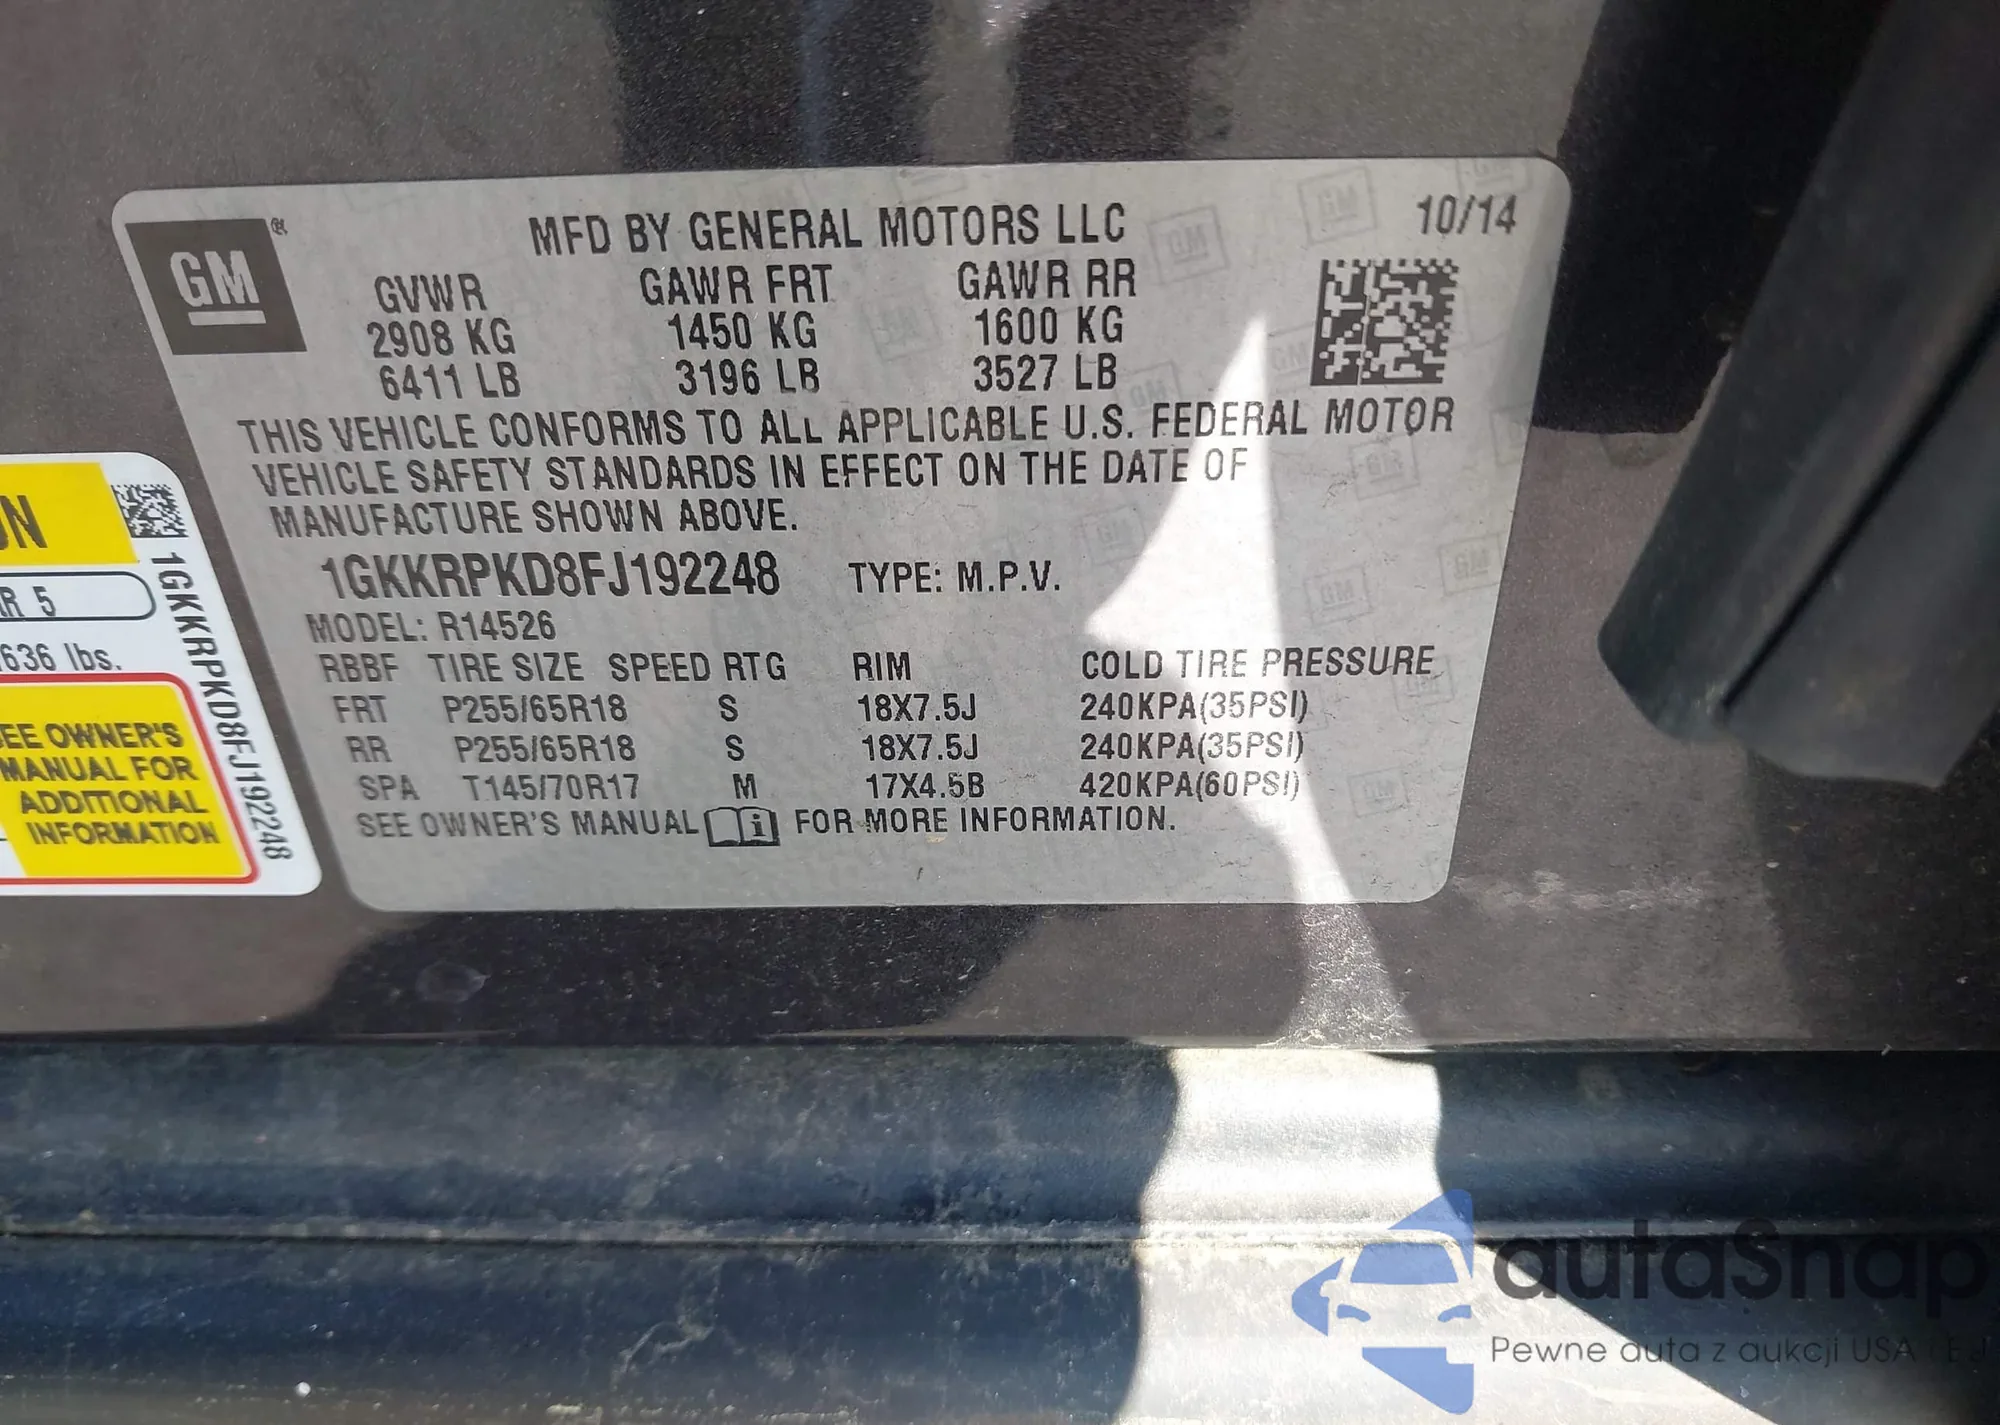 GM
MFD BY GENERAL MOTORS LLC
10/14
GVWR GAWR FRT GAWR RR
2908 KG 1450 KG 1600 KG
6411 LB 3196 LB 3527 LB
THIS VEHICLE CONFORMS TO ALL APPLICABLE U.S. FEDERAL MOTOR
VEHICLE SAFETY STANDARDS IN EFFECT ON THE DATE OF
MANUFACTURE SHOWN ABOVE.
1GKKRPKD8FJ192248 TYPE: M.P.V.
MODEL: R14526
RBBF TIRE SIZE SPEED RTG RIM COLD TIRE PRESSURE
FRT P255/65R18 S 18X7.5J 240KPA(35PSI)
RR P255/65R18 S 18X7.5J 240KPA(35PSI)
SPA T145/70R17 M 17X4.5B 420KPA(60PSI)
SEE OWNER'S MANUAL FOR MORE INFORMATION.
5
636 lbs.
SEE OWNER'S
MANUAL FOR
ADDITIONAL
INFORMATION
1GKKRPKD8FJ192248
autaSnap
Pewne auta z aukcji USA